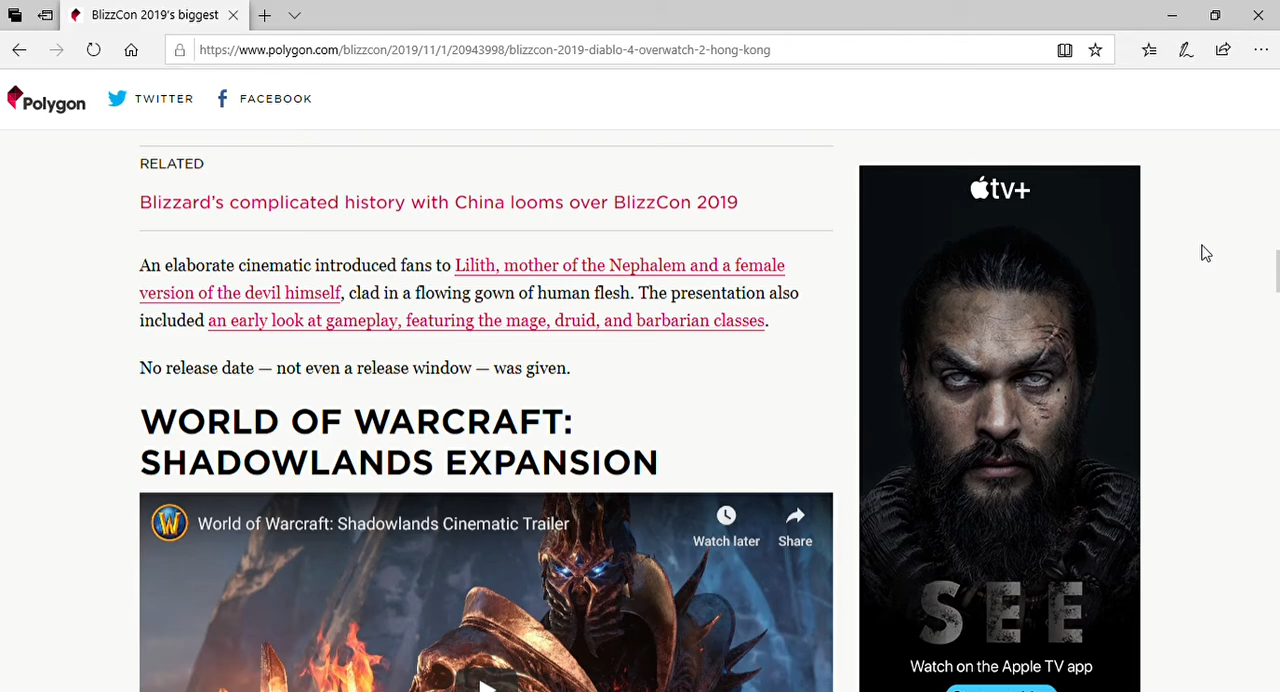 BlizzCon 2019's biggest
https://www.polygon.com/blizzcon/2019/11/1/20943998/blizzcon-2019-diablo-4-overwatch-2-hong-kong
Polygon TWITTER FACEBOOK
RELATED
Blizzard's complicated history with China looms over BlizzCon 2019
An elaborate cinematic introduced fans to Lilith, mother of the Nephalem and a female
version of the devil himself, clad in a flowing gown of human flesh. The presentation also
included an early look at gameplay, featuring the mage, druid, and barbarian classes.
No release date — not even a release window — was given.
WORLD OF WARCRAFT:
SHADOWLANDS EXPANSION
World of Warcraft: Shadowlands Cinematic Trailer
Watch later Share
tv+
SEE
Watch on the Apple TV app